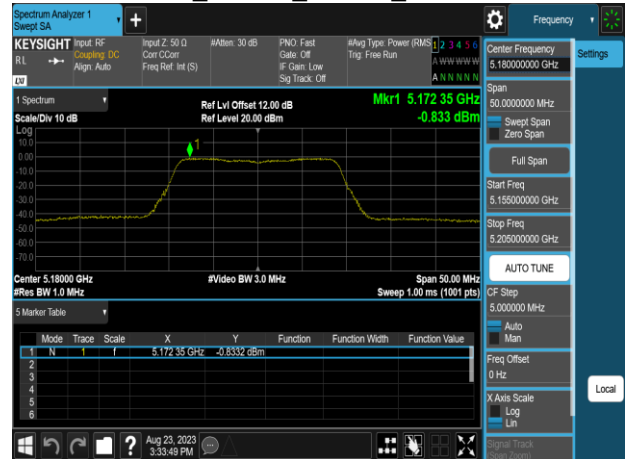 Spectrum Analyzer 1
Swept SA
Frequency
KEYSIGHT
Input: RF
Input Z: 50 Ω
#Atten: 30 dB
PNO: Fast
#Avg Type: Power (RMS
1 2 3 4 5 6
RL
Coupling: DC
Corr CCorr
Gate: Off
Trig: Free Run
A WW WW W
Align: Auto
Freq Ref: Int (S)
IF Gain: Low
Sig Track: Off
A N N N N N
LXI
1 Spectrum
Scale/Div 10 dB
Ref Lvl Offset 12.00 dB
Ref Level 20.00 dBm
Mkr1 5.172 35 GHz
-0.833 dBm
Log
10.0
0.00
-10.0
-20.0
-30.0
-40.0
-50.0
-60.0
-70.0
1
Center 5.18000 GHz
#Res BW 1.0 MHz
#Video BW 3.0 MHz
Span 50.00 MHz
Sweep 1.00 ms (1001 pts)
5 Marker Table
Mode Trace Scale X Y Function Function Width Function Value
1 N 1 f 5.172 35 GHz -0.8332 dBm
2
3
4
5
6
Center Frequency
5.180000000 GHz
Settings
Span
50.0000000 MHz
Swept Span
Zero Span
Full Span
Start Freq
5.155000000 GHz
Stop Freq
5.205000000 GHz
AUTO TUNE
CF Step
5.000000 MHz
Auto
Man
Freq Offset
0 Hz
X Axis Scale
Log
Lin
Local
Signal Track
(Span Zoom)
?
Aug 23, 2023
3:33:49 PM